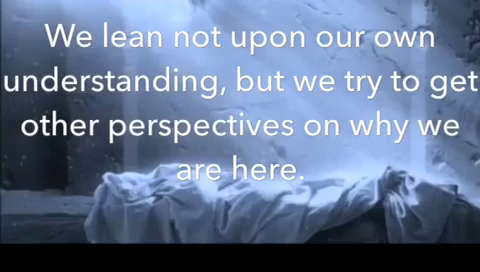 We lean not upon our own
understanding, but we try to get
other perspectives on why we
are here.